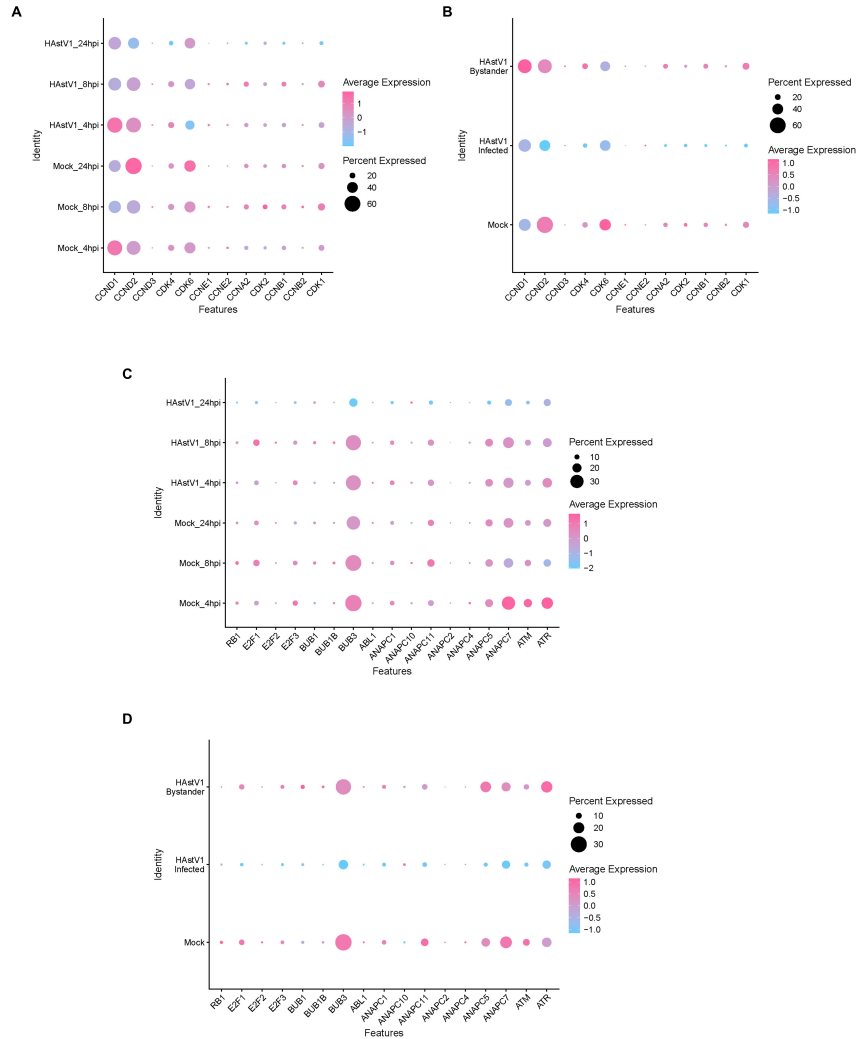 A
HAstV1_24hpi
HAstV1_8hpi
HAstV1_4hpi
Mock_24hpi
Mock_8hpi
Mock_4hpi
Identity
CCND1
CCND2
CCND3
CDK4
CDK6
CCNE1
CCNE2
CCNA2
CDK2
CCNB1
CCNB2
CDK1
Features
Average Expression
1
0
−1
Percent Expressed
20
40
60
B
HAstV1
Bystander
HAstV1
Infected
Mock
Identity
CCND1
CCND2
CCND3
CDK4
CDK6
CCNE1
CCNE2
CCNA2
CDK2
CCNB1
CCNB2
CDK1
Features
Percent Expressed
20
40
60
Average Expression
1.0
0.5
0.0
−0.5
−1.0
C
HAstV1_24hpi
HAstV1_8hpi
HAstV1_4hpi
Mock_24hpi
Mock_8hpi
Mock_4hpi
Identity
RB1
E2F1
E2F2
E2F3
BUB1
BUB1B
BUB3
ABL1
ANAPC1
ANAPC10
ANAPC11
ANAPC2
ANAPC4
ANAPC5
ANAPC7
ATM
ATR
Features
Percent Expressed
10
20
30
Average Expression
1
0
−1
−2
D
HAstV1
Bystander
HAstV1
Infected
Mock
Identity
RB1
E2F1
E2F2
E2F3
BUB1
BUB1B
BUB3
ABL1
ANAPC1
ANAPC10
ANAPC11
ANAPC2
ANAPC4
ANAPC5
ANAPC7
ATM
ATR
Features
Percent Expressed
10
20
30
Average Expression
1.0
0.5
0.0
−0.5
−1.0